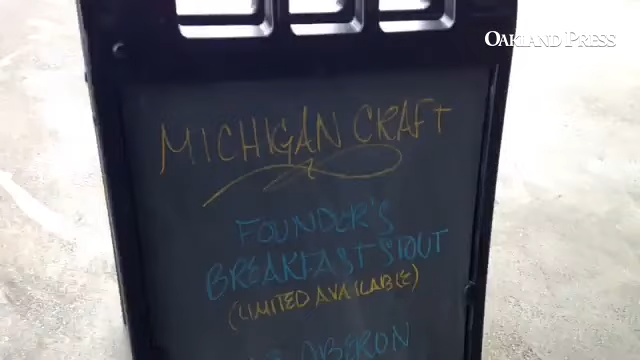 OAKLAND PRESS
MICHIGAN CRAFT
FOUNDER'S
BREAKFAST STOUT
(LIMITED AVAILABLE)
OBERON